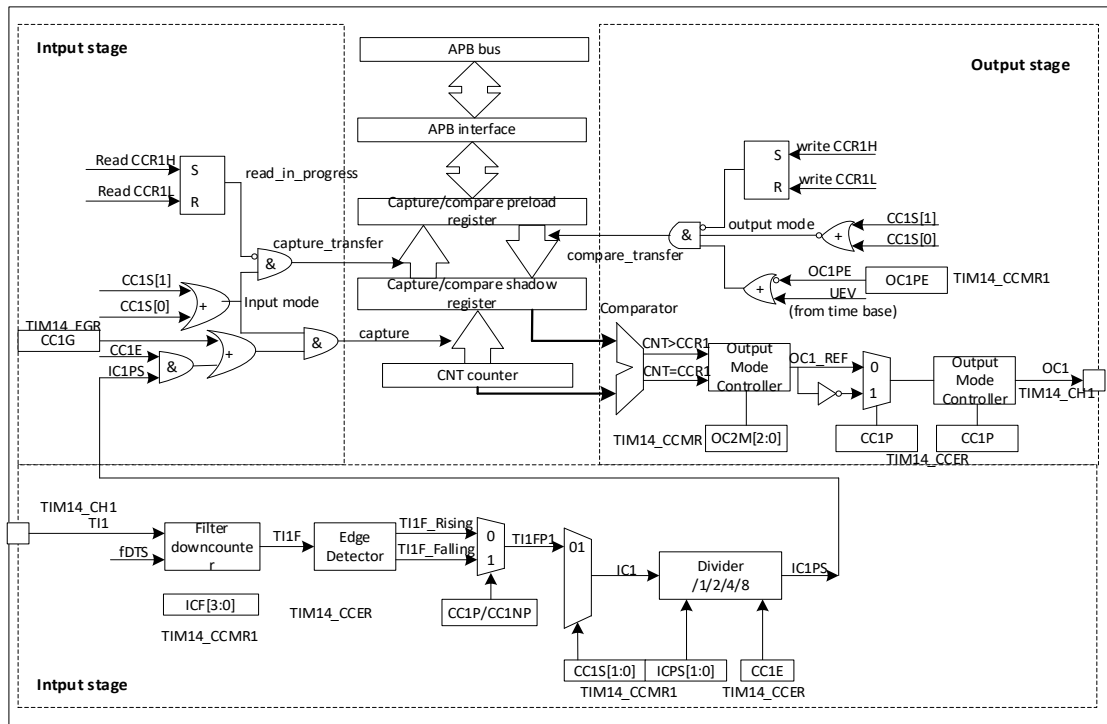 Intput stage
APB bus
Output stage
APB interface
Read CCR1H
S
Read CCR1L
R
read_in_progress
S
write CCR1H
R
write CCR1L
Capture/compare preload
register
capture_transfer
&
&
output mode
+
CC1S[1]
CC1S[0]
compare_transfer
CC1S[1]
CC1S[0]
+
Input mode
Capture/compare shadow
register
OC1PE
OC1PE
TIM14_CCMR1
+
UEV
(from time base)
TIM14_EGR
CC1G
CC1E
IC1PS
&
+
&
capture
CNT counter
Comparator
CNT>CCR1
CNT=CCR1
Output
Mode
Controller
OC1_REF
0
1
Output
Mode
Controller
OC1
TIM14_CH1
TIM14_CCMR
OC2M[2:0]
CC1P
CC1P
TIM14_CCER
TIM14_CH1
TI1
fDTS
Filter
downcounte
r
TI1F
Edge
Detector
TI1F_Rising
TI1F_Falling
0
1
TI1FP1
01
IC1
Divider
/1/2/4/8
IC1PS
ICF[3:0]
TIM14_CCMR1
TIM14_CCER
CC1P/CC1NP
CC1S[1:0]
ICPS[1:0]
CC1E
TIM14_CCMR1
TIM14_CCER
Intput stage